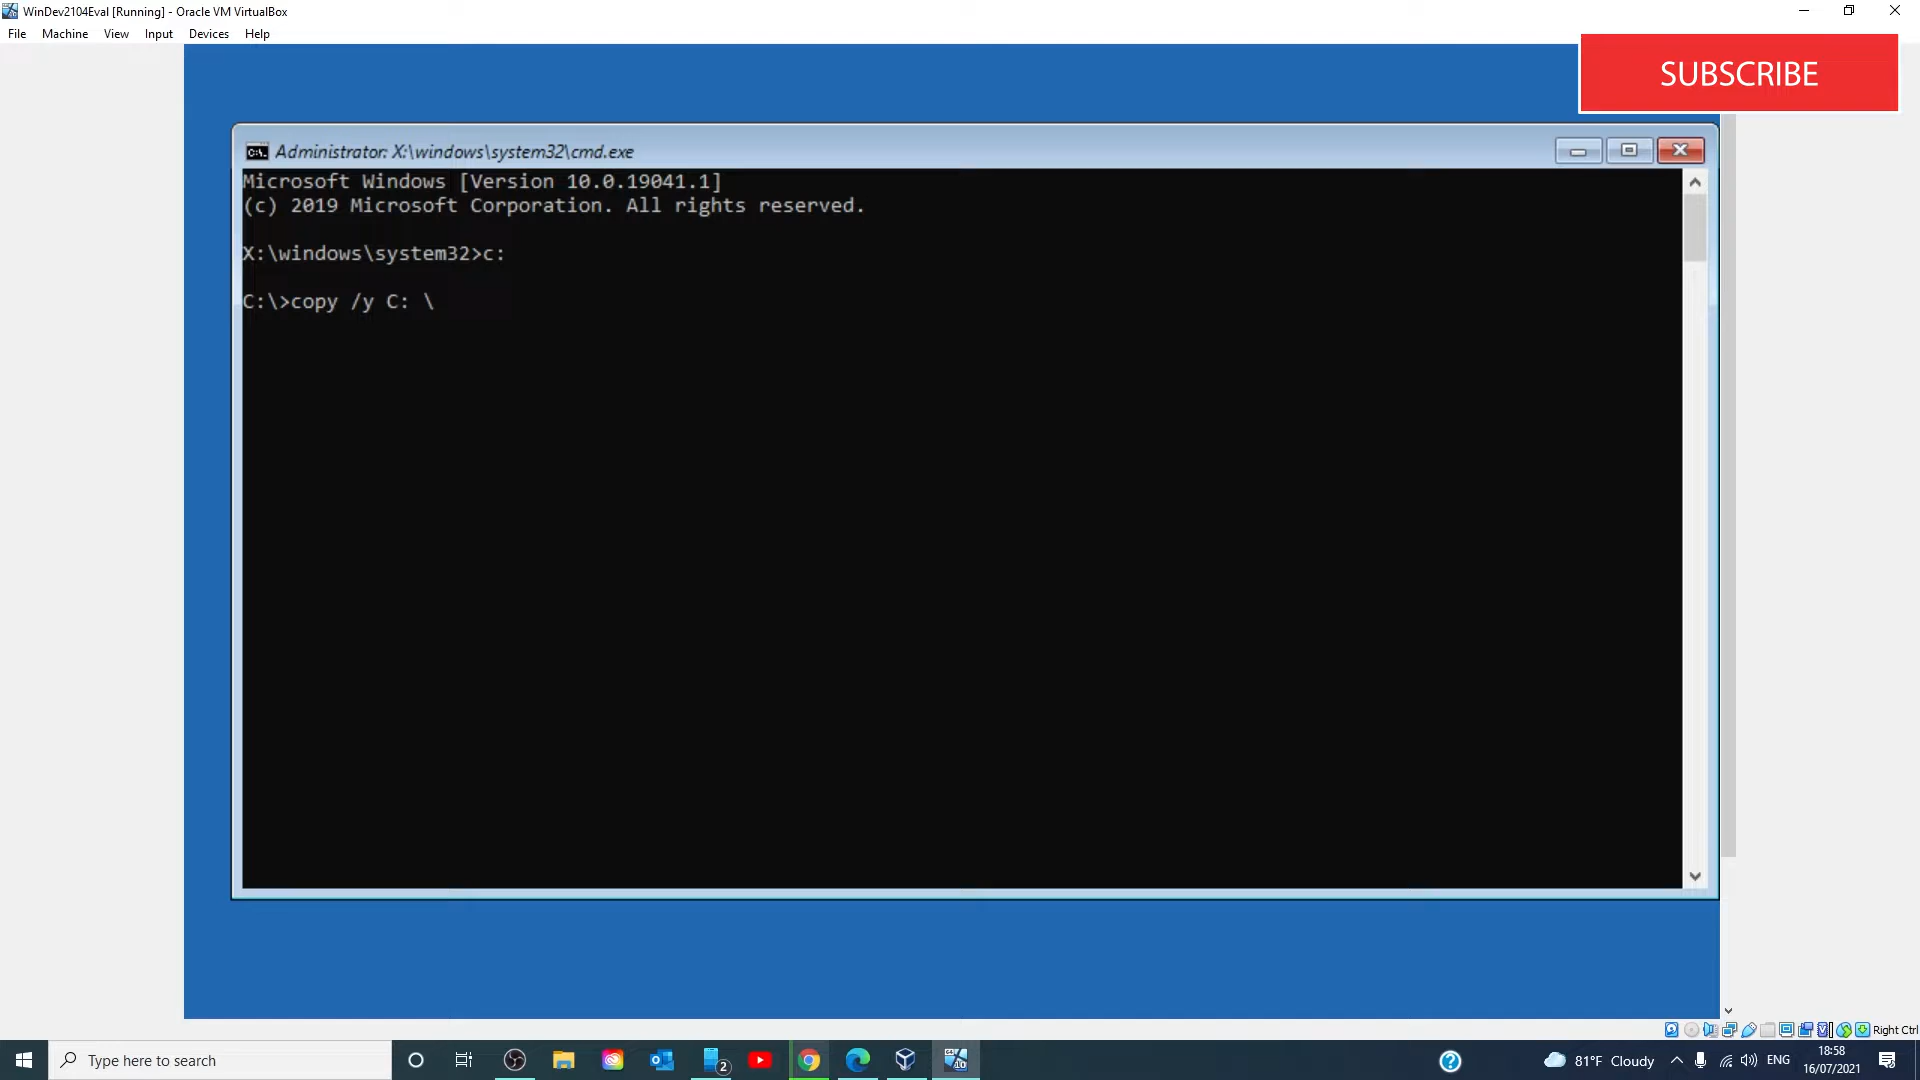 WinDev2104Eval [Running] - Oracle VM VirtualBox
File Machine View Input Devices Help
SUBSCRIBE
Administrator: X:\windows\system32\cmd.exe
Microsoft Windows [Version 10.0.19041.1]
(c) 2019 Microsoft Corporation. All rights reserved.
X:\windows\system32>c:
C:\>copy /y C: \
Right Ctrl
Type here to search
2
81°F Cloudy
ENG
18:58
16/07/2021